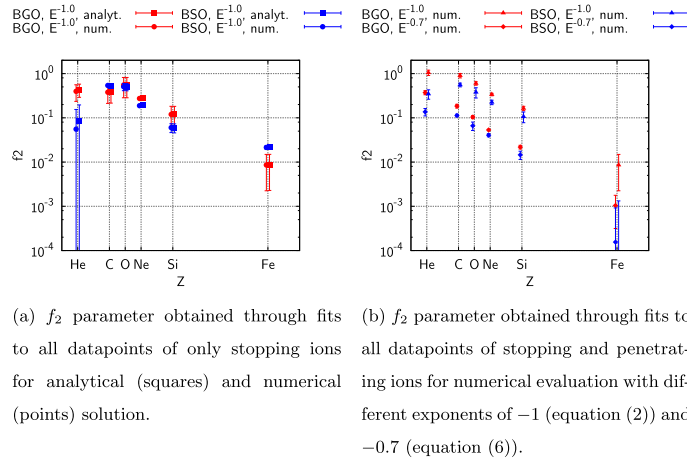 BGO, E-1.0 analyt. BSO, E-1.0 analyt.
BGO, E-1.0, num. BSO, E-1.0, num.
f2
10^0
10^-1
10^-2
10^-3
10^-4
He C O Ne Si Fe
Z
(a) f2 parameter obtained through fits
to all datapoints of only stopping ions
for analytical (squares) and numerical
(points) solution.
BGO, E-1.0 num. BSO, E-1.0 num.
BGO, E-0.7, num. BSO, E-0.7, num.
f2
10^0
10^-1
10^-2
10^-3
10^-4
He C O Ne Si Fe
Z
(b) f2 parameter obtained through fits to
all datapoints of stopping and penetrat-
ing ions for numerical evaluation with dif-
ferent exponents of −1 (equation (2)) and
−0.7 (equation (6)).